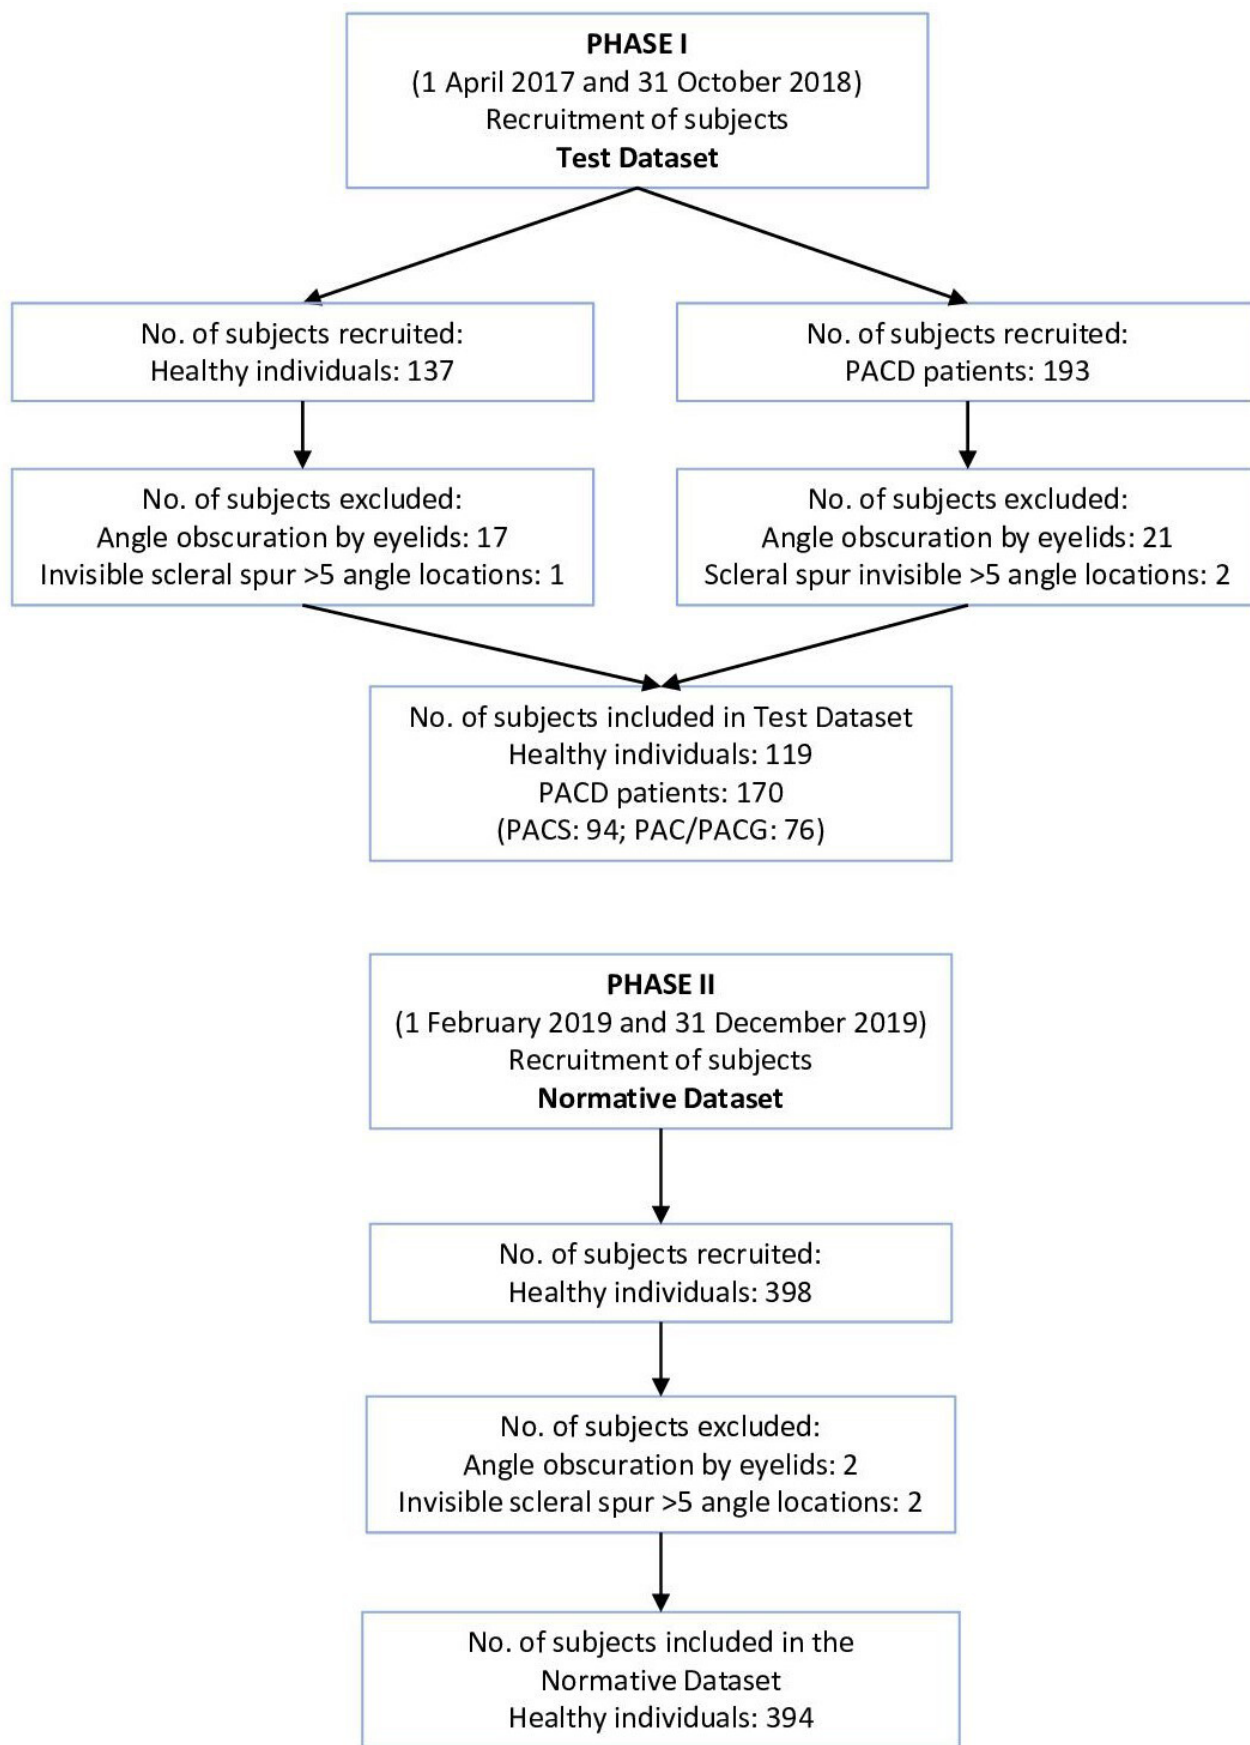 PHASE I
(1 April 2017 and 31 October 2018)
Recruitment of subjects
Test Dataset
No. of subjects recruited:
Healthy individuals: 137
No. of subjects recruited:
PACD patients: 193
No. of subjects excluded:
Angle obscuration by eyelids: 17
Invisible scleral spur >5 angle locations: 1
No. of subjects excluded:
Angle obscuration by eyelids: 21
Scleral spur invisible >5 angle locations: 2
No. of subjects included in Test Dataset
Healthy individuals: 119
PACD patients: 170
(PACS: 94; PAC/PACG: 76)
PHASE II
(1 February 2019 and 31 December 2019)
Recruitment of subjects
Normative Dataset
No. of subjects recruited:
Healthy individuals: 398
No. of subjects excluded:
Angle obscuration by eyelids: 2
Invisible scleral spur >5 angle locations: 2
No. of subjects included in the
Normative Dataset
Healthy individuals: 394